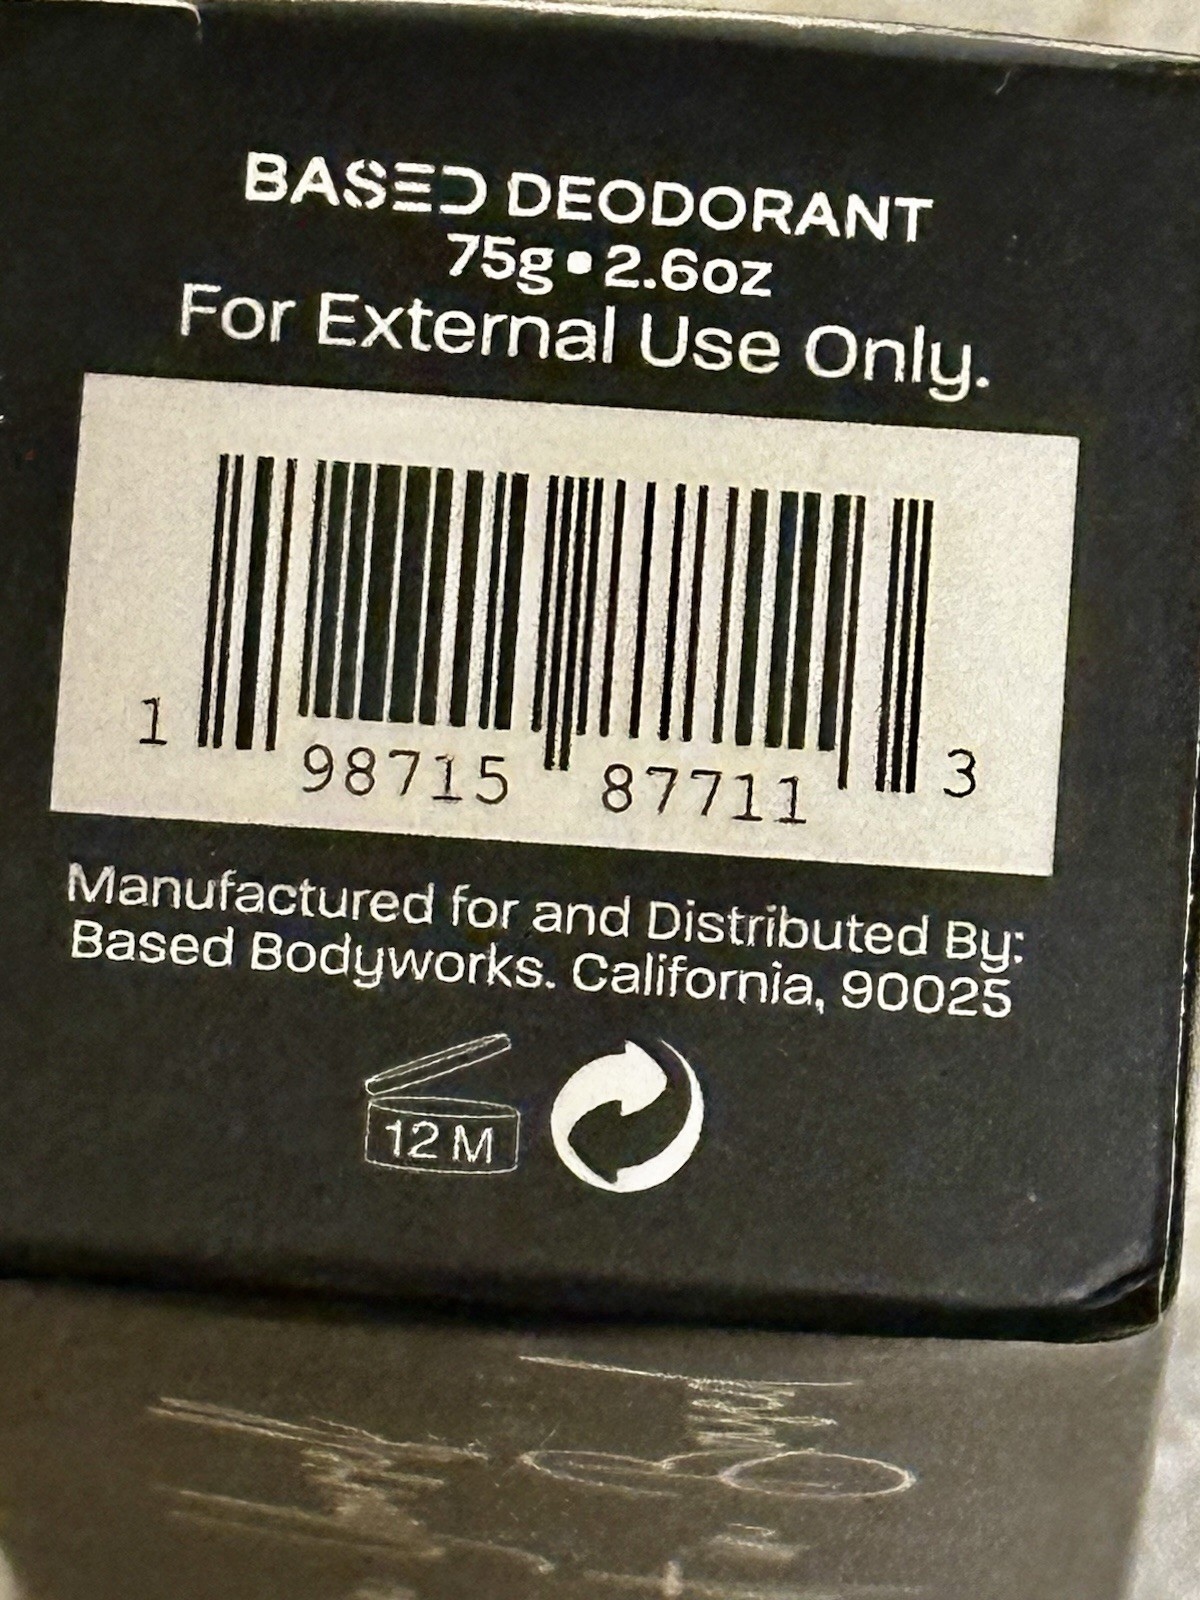 BASED DEODORANT
75g•2.6oz
For External Use Only.
1 98715 87711 3
Manufactured for and Distributed By:
Based Bodyworks. California, 90025
12 M